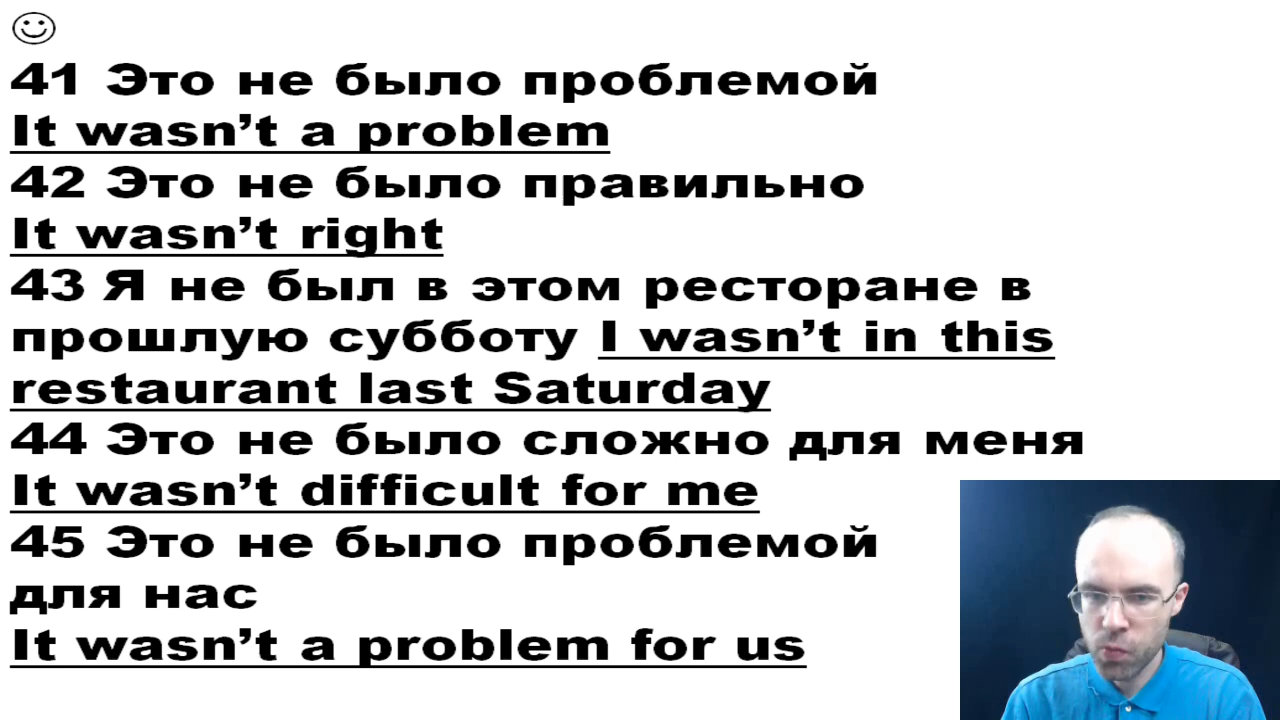 41 Это не было проблемой
It wasn’t a problem
42 Это не было правильно
It wasn’t right
43 Я не был в этом ресторане в
прошлую субботу I wasn’t in this
restaurant last Saturday
44 Это не было сложно для меня
It wasn’t difficult for me
45 Это не было проблемой
для нас
It wasn’t a problem for us